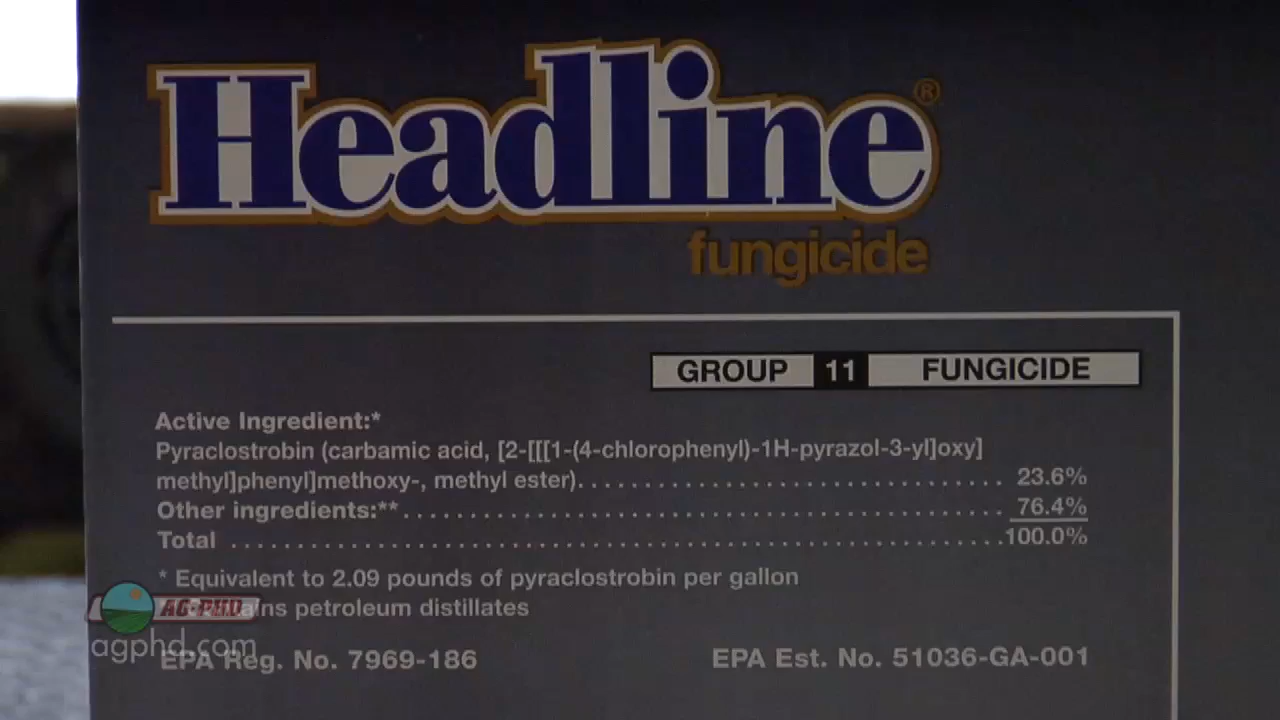 Headline®
fungicide
GROUP 11 FUNGICIDE
Active Ingredient:*
Pyraclostrobin (carbamic acid, [2-[[[1-(4-chlorophenyl)-1H-pyrazol-3-yl]oxy]
methyl]phenyl]methoxy-, methyl ester)............................................. 23.6%
Other ingredients:**................................................................ 76.4%
Total ..................................................................................100.0%
* Equivalent to 2.09 pounds of pyraclostrobin per gallon
petroleum distillates
AG PHD
agphd.com
EPA Reg. No. 7969-186 EPA Est. No. 51036-GA-001